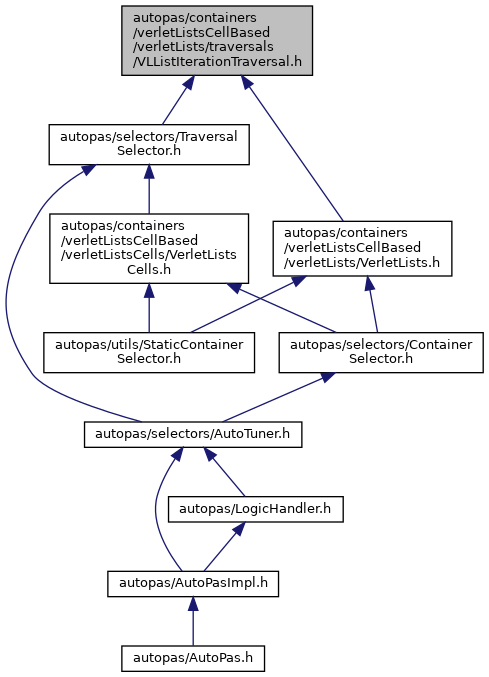 autopas/containers
/verletListsCellBased
/verletLists/traversals
/VLListIterationTraversal.h
autopas/selectors/Traversal
Selector.h
autopas/containers
/verletListsCellBased
/verletListsCells/VerletLists
Cells.h
autopas/containers
/verletListsCellBased
/verletLists/VerletLists.h
autopas/utils/StaticContainer
Selector.h
autopas/selectors/Container
Selector.h
autopas/selectors/AutoTuner.h
autopas/LogicHandler.h
autopas/AutoPasImpl.h
autopas/AutoPas.h